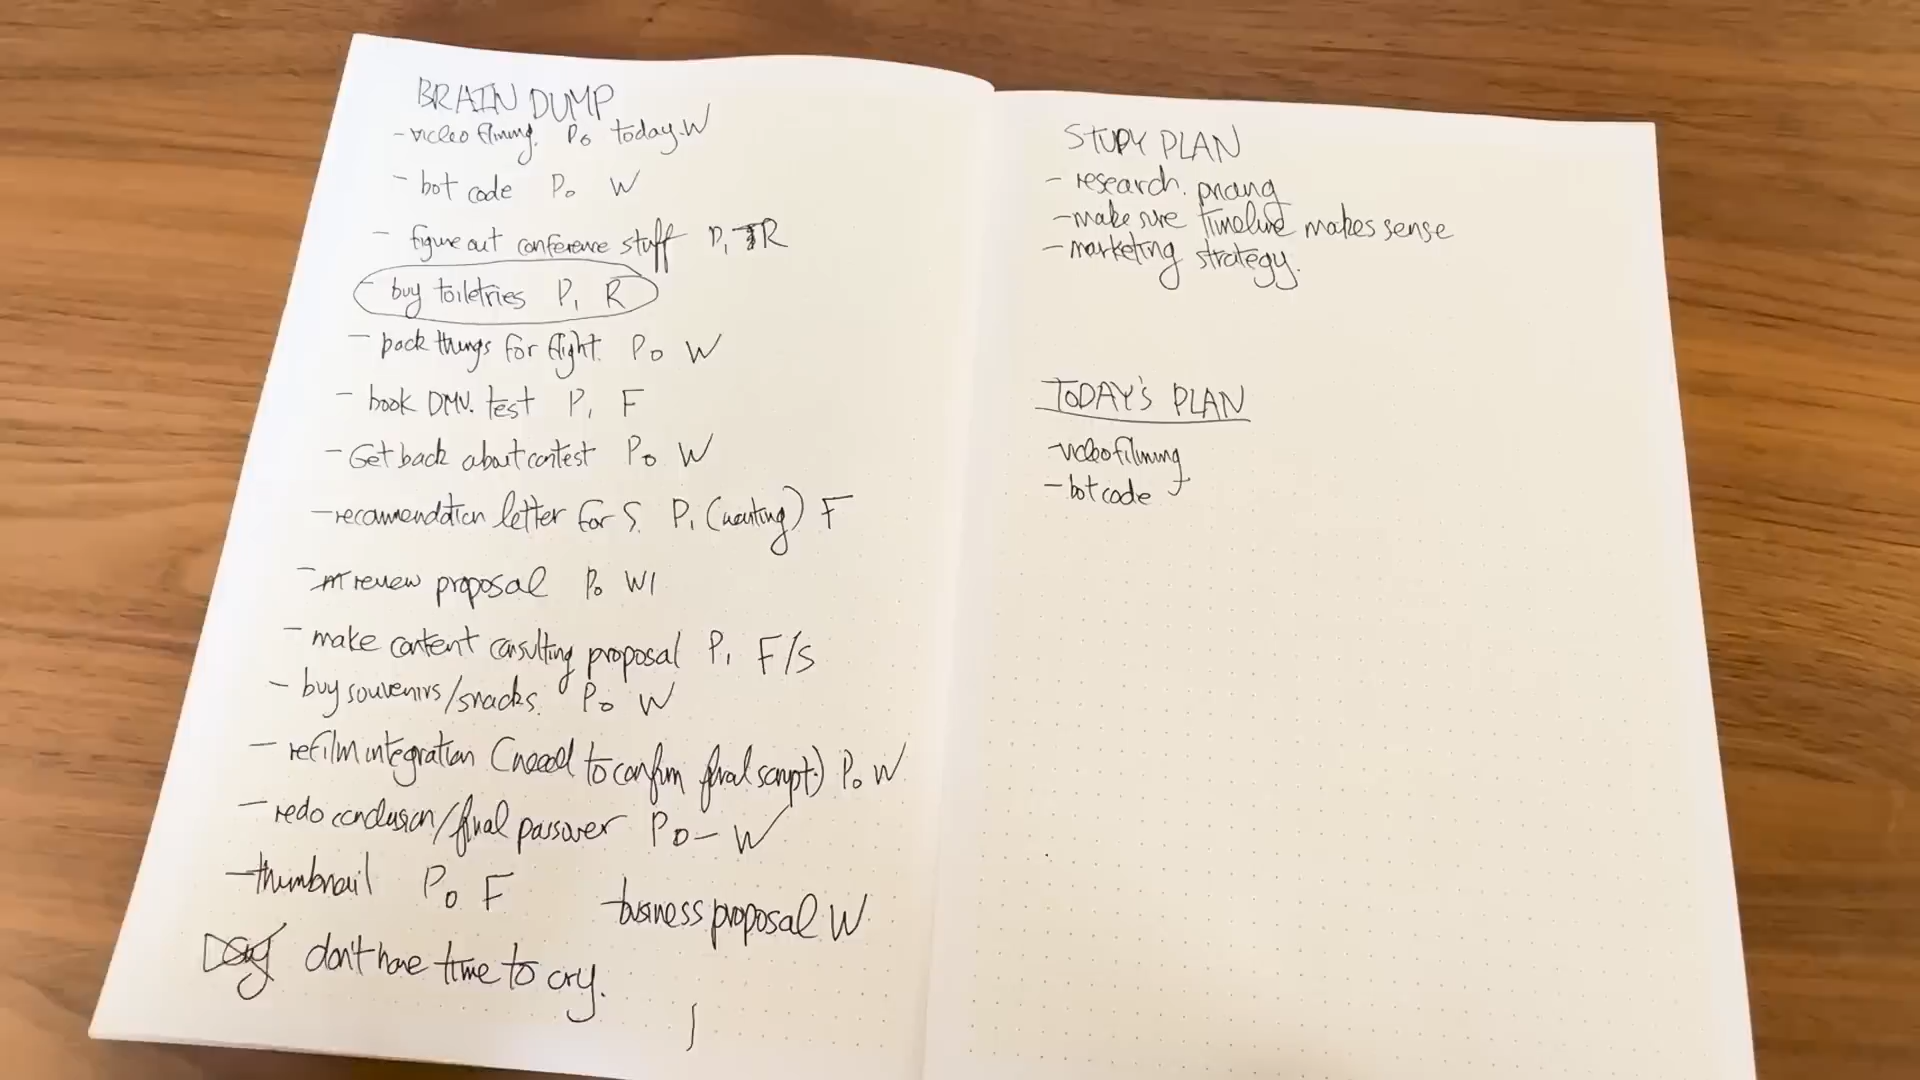 BRAIN DUMP
- video filming. P0 today. W
- bot code P0 W
- figure out conference stuff P1 R
- buy toiletries P1 R
- pack things for flight. P0 W
- book DMV. test P1 F
- Get back about contest P0 W
- recommendation letter for S. P1 (waiting) F
- review proposal P0 W
- make content consulting proposal P1 F/S
- buy souvenirs/snacks. P0 W
- refilm integration (need to confirm final script.) P0 W
- redo conclusion/final passover P0 - W
- thumbnail P0 F
- business proposal W
don't have time to cry.
STUDY PLAN
- research. pricing
- make sure timeline makes sense
- marketing strategy.
TODAY'S PLAN
- video filming
- bot code